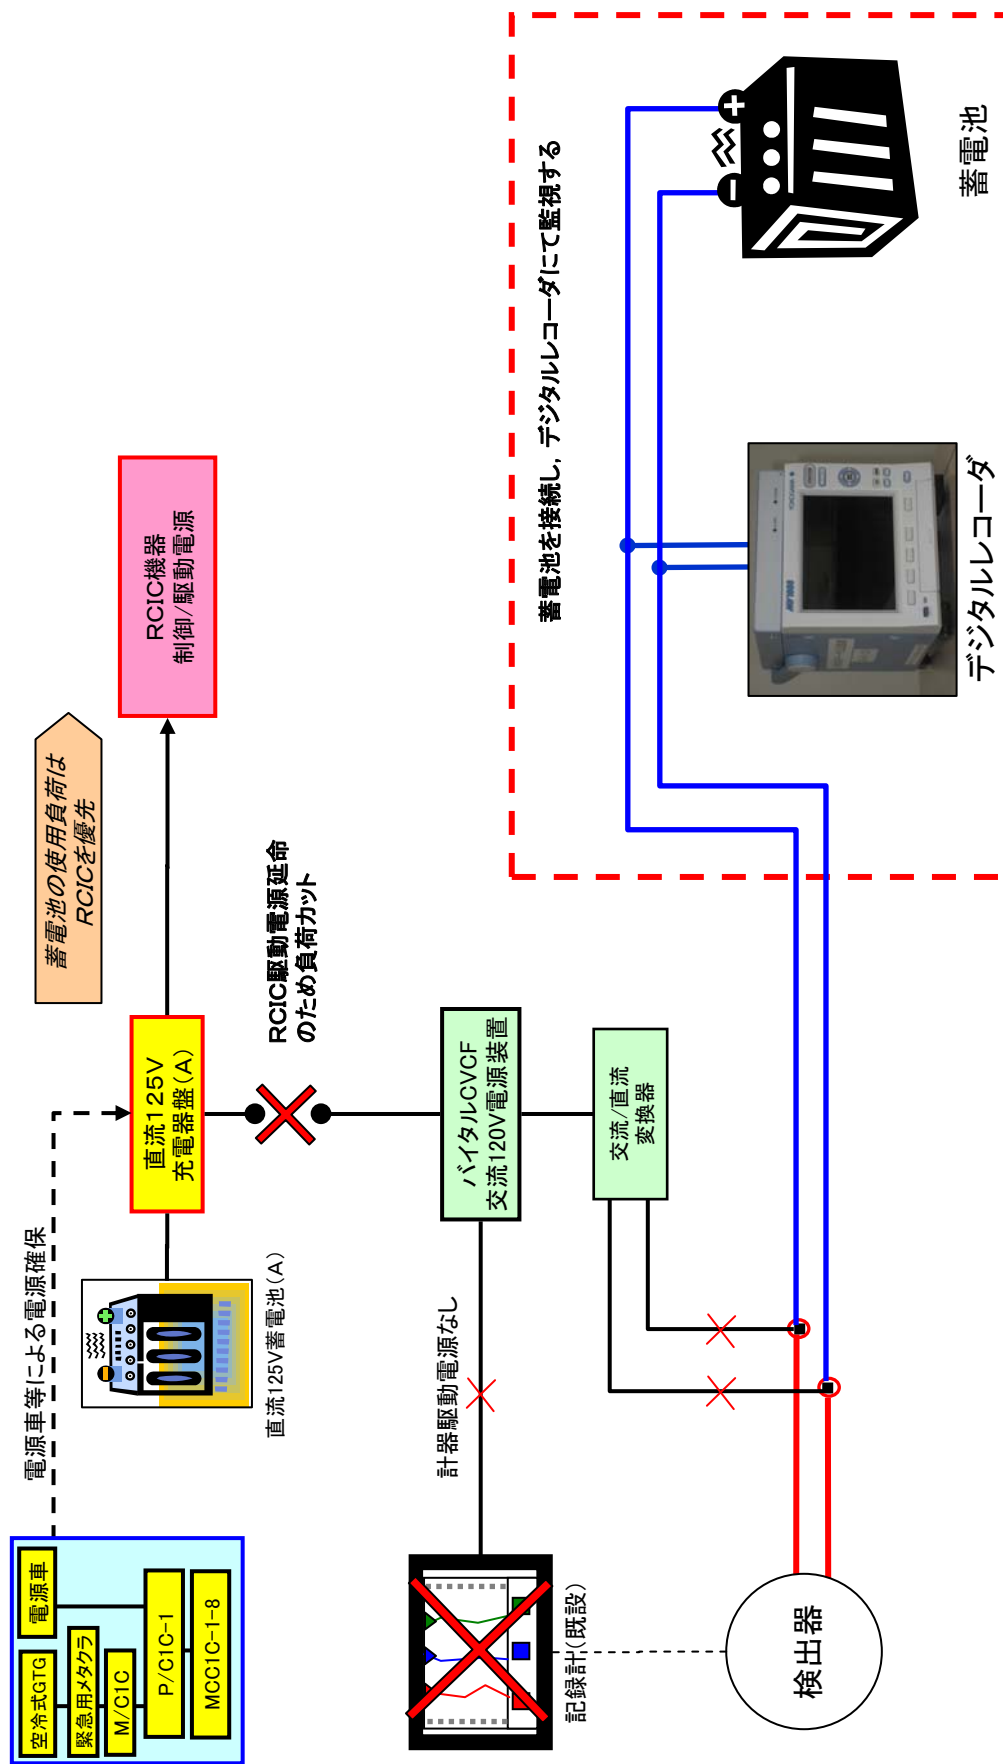 空冷式GTG
電源車
緊急用メタクラ
M/C1C
P/C1C-1
MCC1C-1-8
電源車等による電源確保
直流125V蓄電池(A)
直流125V
充電器盤(A)
蓄電池の使用負荷は
RCICを優先
RCIC機器
制御/駆動電源
RCIC駆動電源延命
のため負荷カット
計器駆動電源なし
バイタルCVCF
交流120V電源装置
交流/直流
変換器
記録計(既設)
検出器
蓄電池を接続し,デジタルレコーダにて監視する
デジタルレコーダ
蓄電池